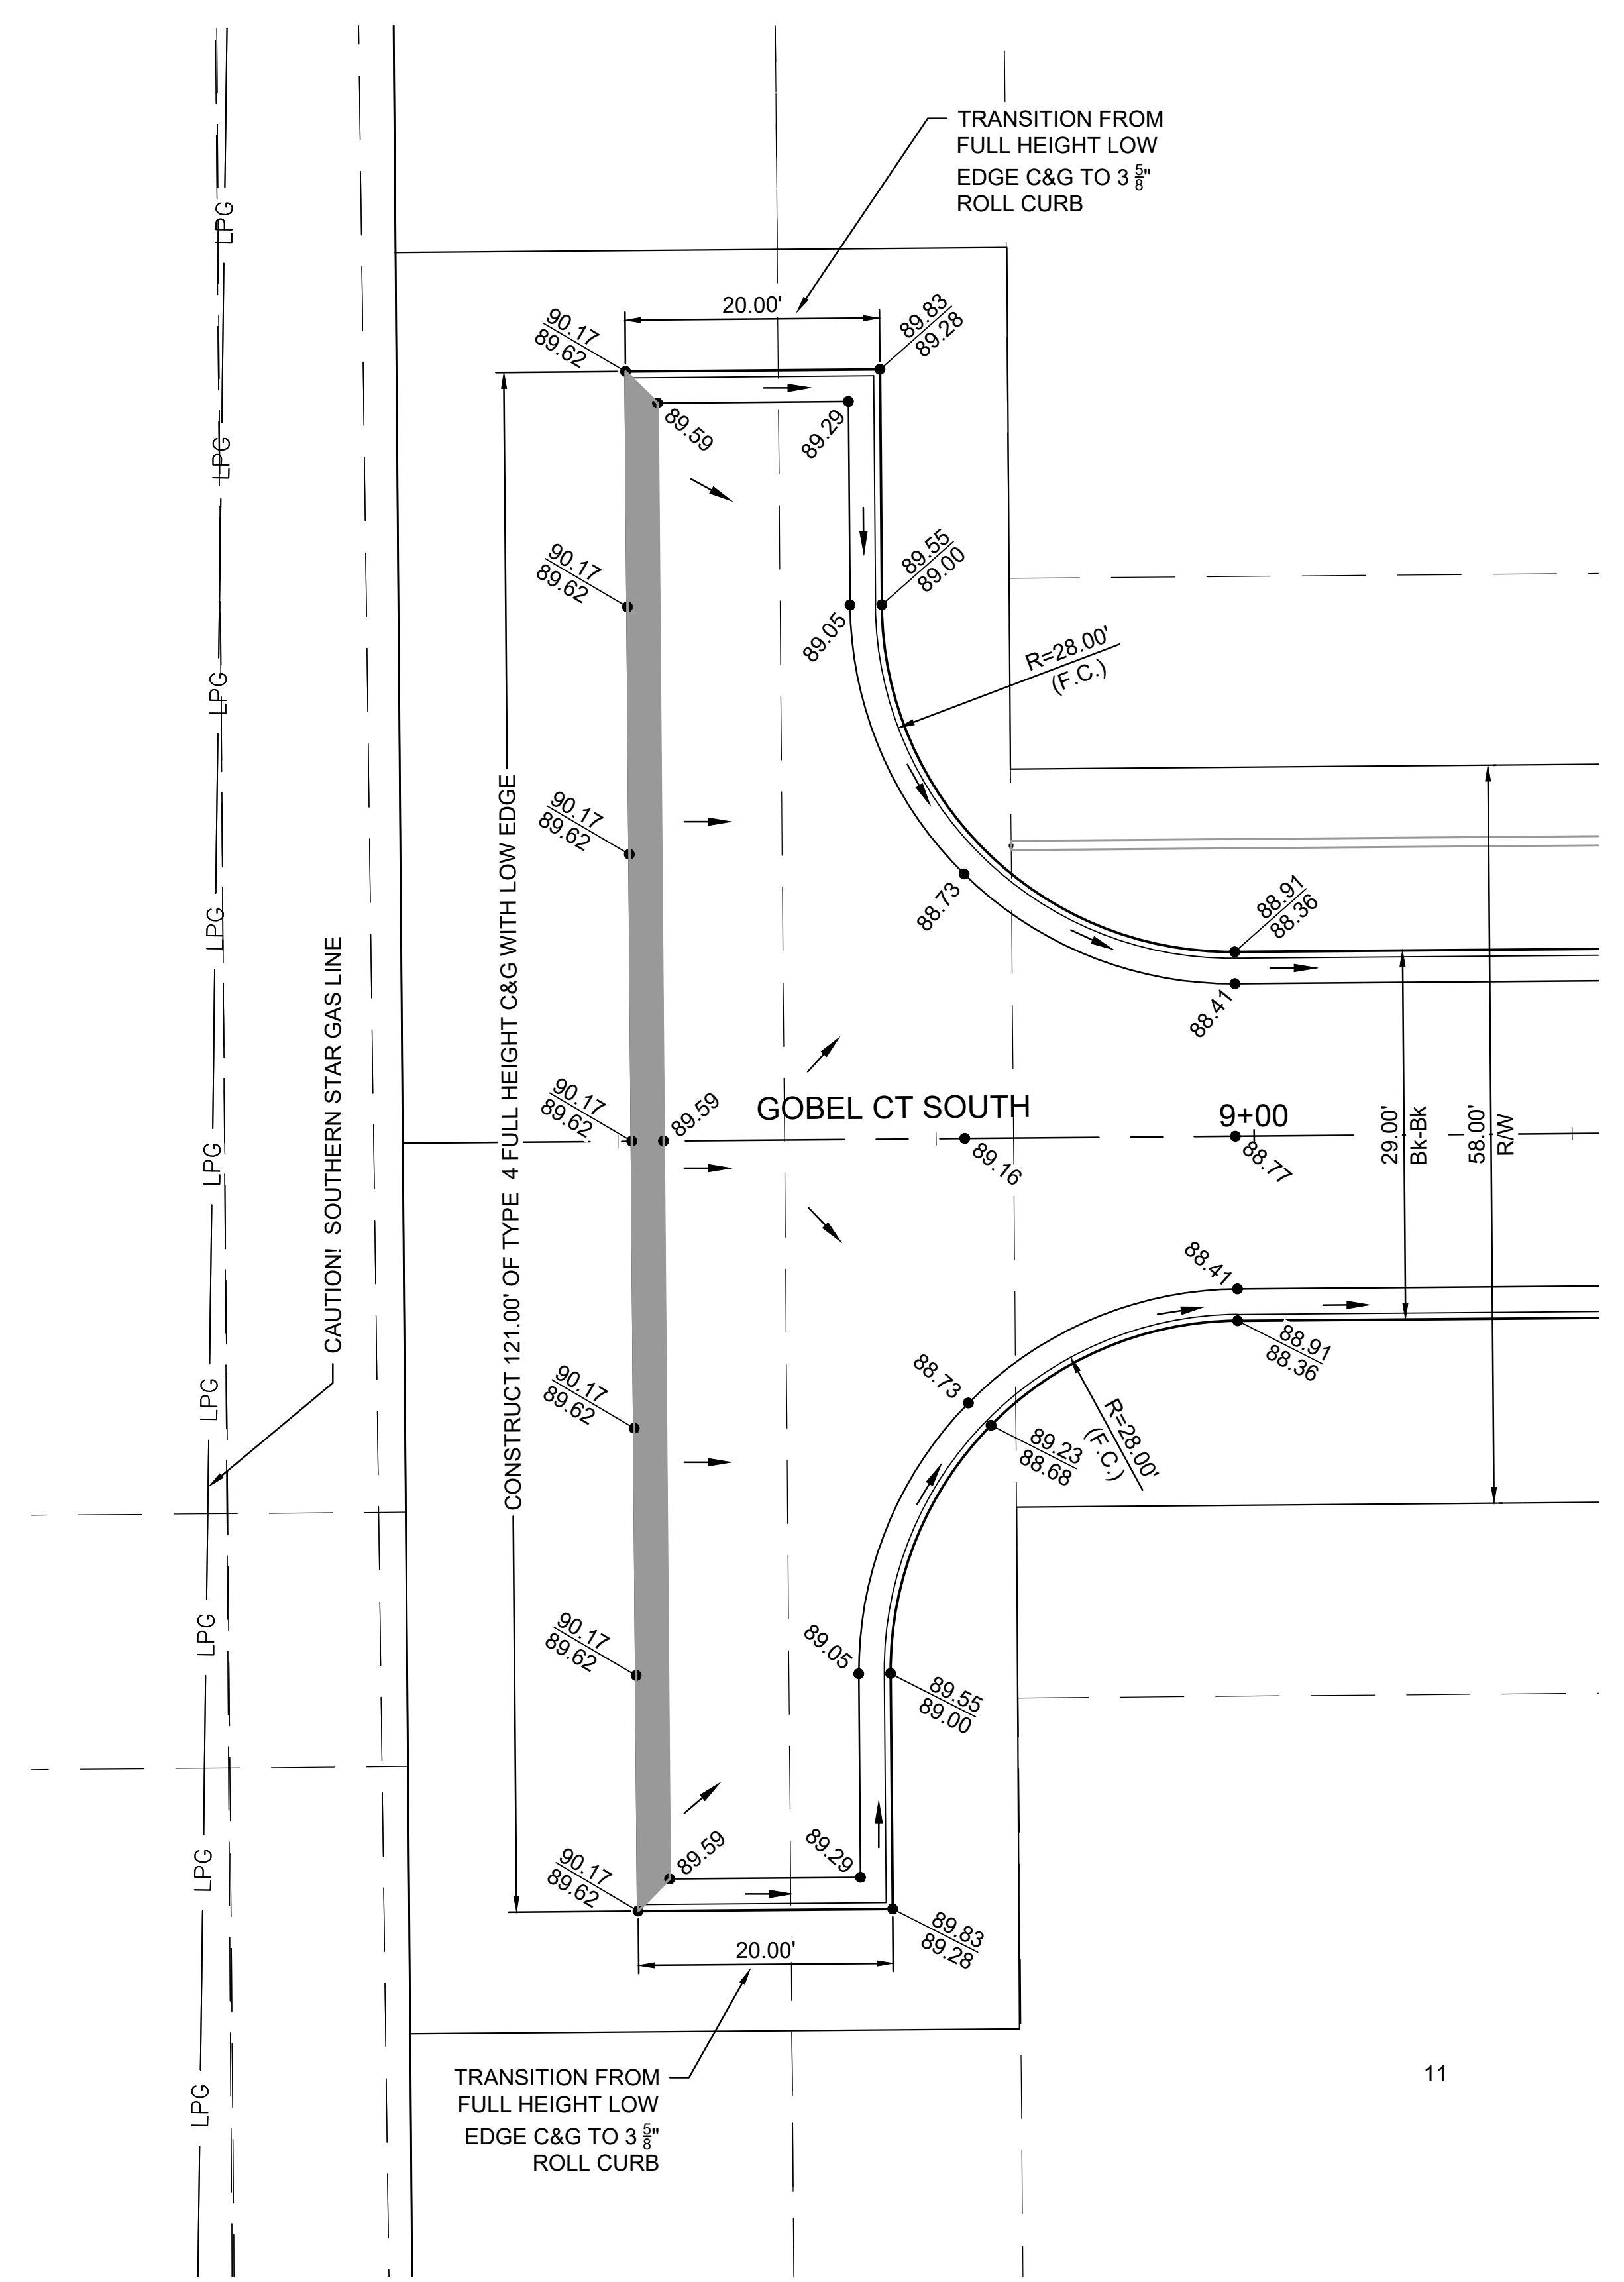 TRANSITION FROM
FULL HEIGHT LOW
EDGE C&G TO 3 5/8"
ROLL CURB
LPG
20.00'
90.17
89.62
89.83
89.28
89.59
89.29
LPG
90.17
89.62
89.55
89.00
89.05
R=28.00'
(F.C.)
LPG
90.17
89.62
88.73
88.91
88.36
88.41
LPG
CONSTRUCT 121.00' OF TYPE 4 FULL HEIGHT C&G WITH LOW EDGE
CAUTION! SOUTHERN STAR GAS LINE
90.17
89.62
89.59
GOBEL CT SOUTH
9+00
89.16
88.77
29.00'
Bk-Bk
58.00'
R/W
LPG
88.41
88.91
88.36
90.17
89.62
88.73
89.23
88.68
R=28.00'
(F.C.)
LPG
90.17
89.62
89.05
89.55
89.00
LPG
90.17
89.62
89.59
89.29
89.83
89.28
LPG
20.00'
TRANSITION FROM
FULL HEIGHT LOW
EDGE C&G TO 3 5/8"
ROLL CURB
LPG
11